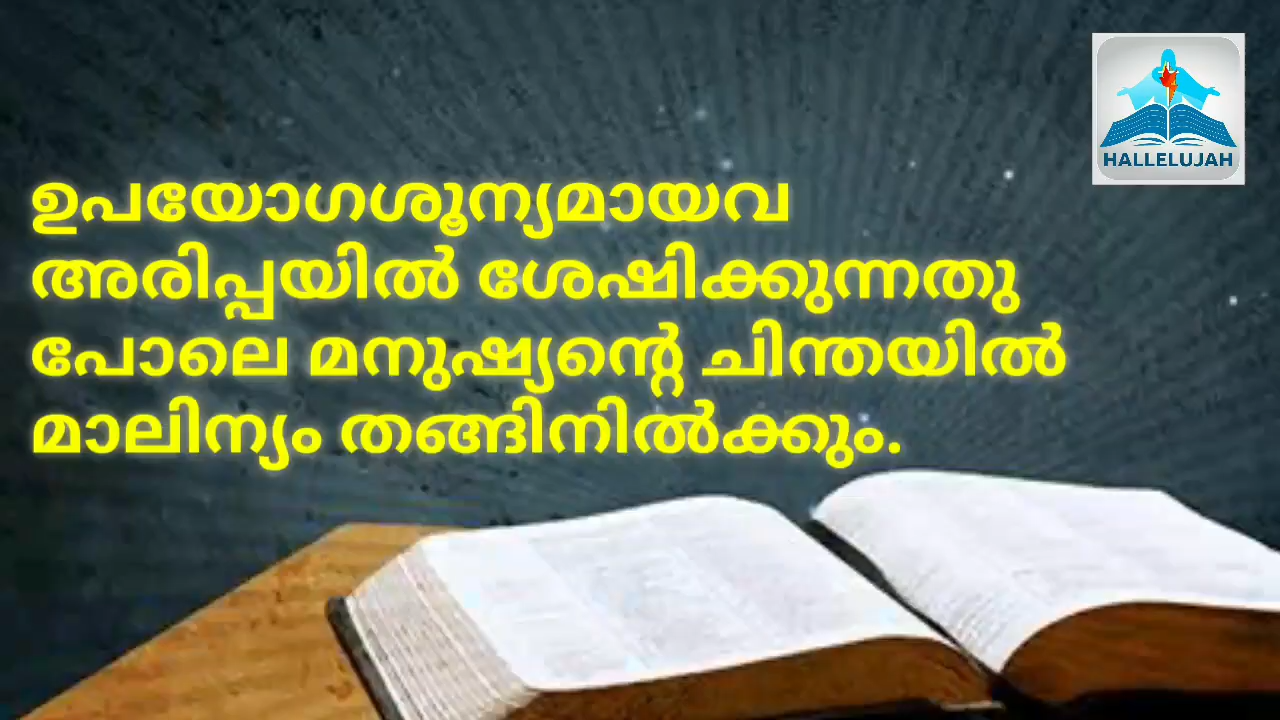 HALLELUJAH
ഉപയോഗശൂന്യമായവ
അരിപ്പയിൽ ശേഷിക്കുന്നതു
പോലെ മനുഷ്യന്റെ ചിന്തയിൽ
മാലിന്യം തങ്ങിനിൽക്കും.